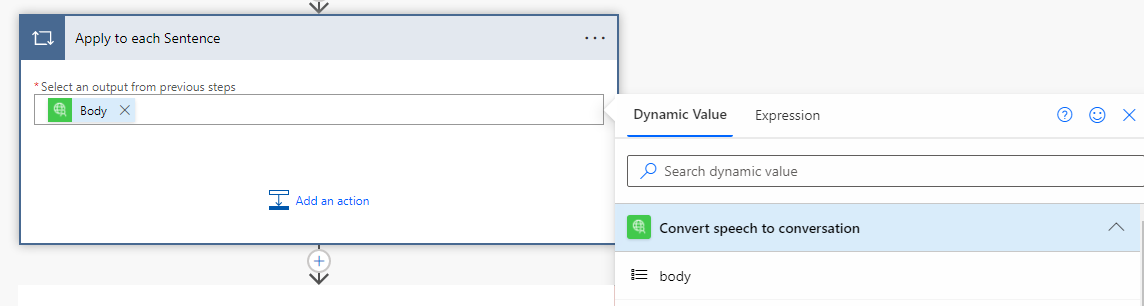 Apply to each Sentence
* Select an output from previous steps
Body
Add an action
Dynamic Value
Expression
Search dynamic value
Convert speech to conversation
body